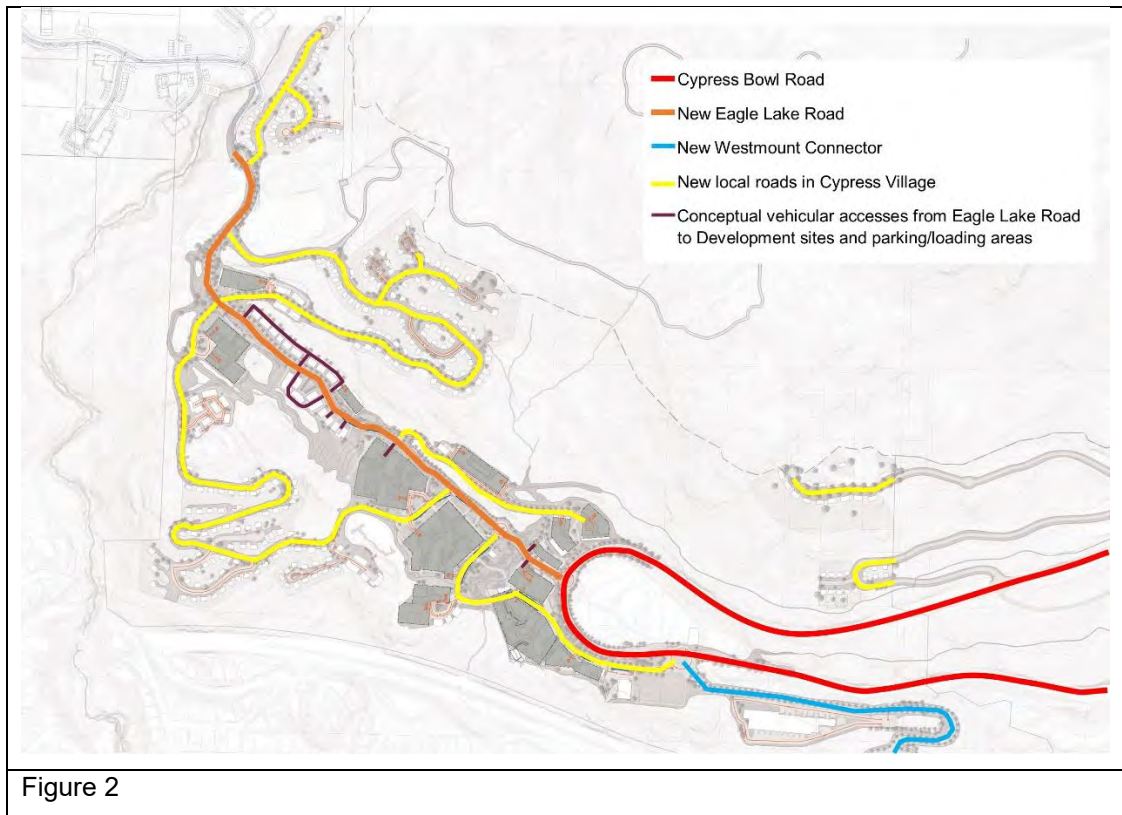 Cypress Bowl Road
New Eagle Lake Road
New Westmount Connector
New local roads in Cypress Village
Conceptual vehicular accesses from Eagle Lake Road
to Development sites and parking/loading areas
Figure 2